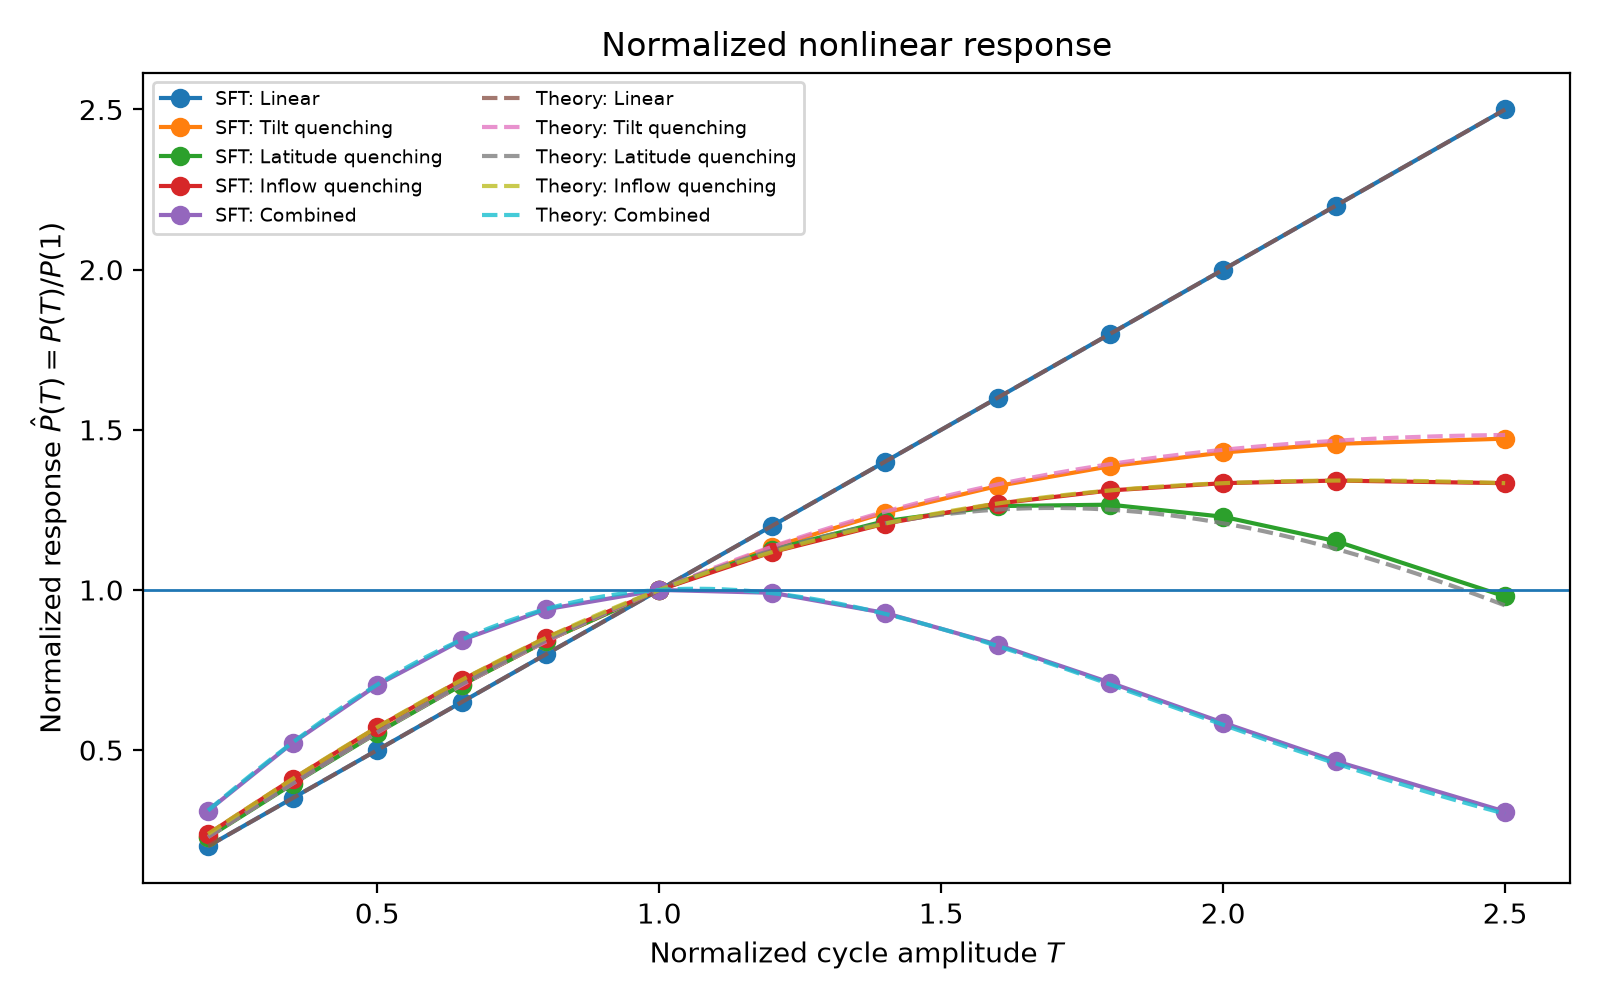 Normalized nonlinear response
SFT: Linear
SFT: Tilt quenching
SFT: Latitude quenching
SFT: Inflow quenching
SFT: Combined
Theory: Linear
Theory: Tilt quenching
Theory: Latitude quenching
Theory: Inflow quenching
Theory: Combined
Normalized response P̂(T) = P(T)/P(1)
2.5
2.0
1.5
1.0
0.5
0.5 1.0 1.5 2.0 2.5
Normalized cycle amplitude T